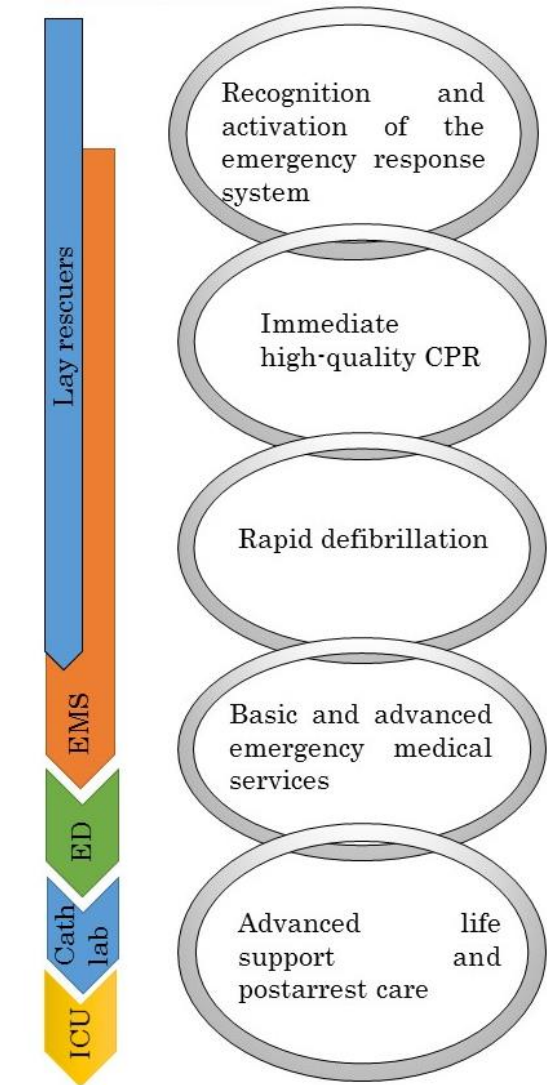 Recognition and
activation of the
emergency response
system
Immediate
high-quality CPR
Rapid defibrillation
Basic and advanced
emergency medical
services
Advanced life
support and
postarrest care
Lay rescuers
EMS
ED
Cath
lab
ICU